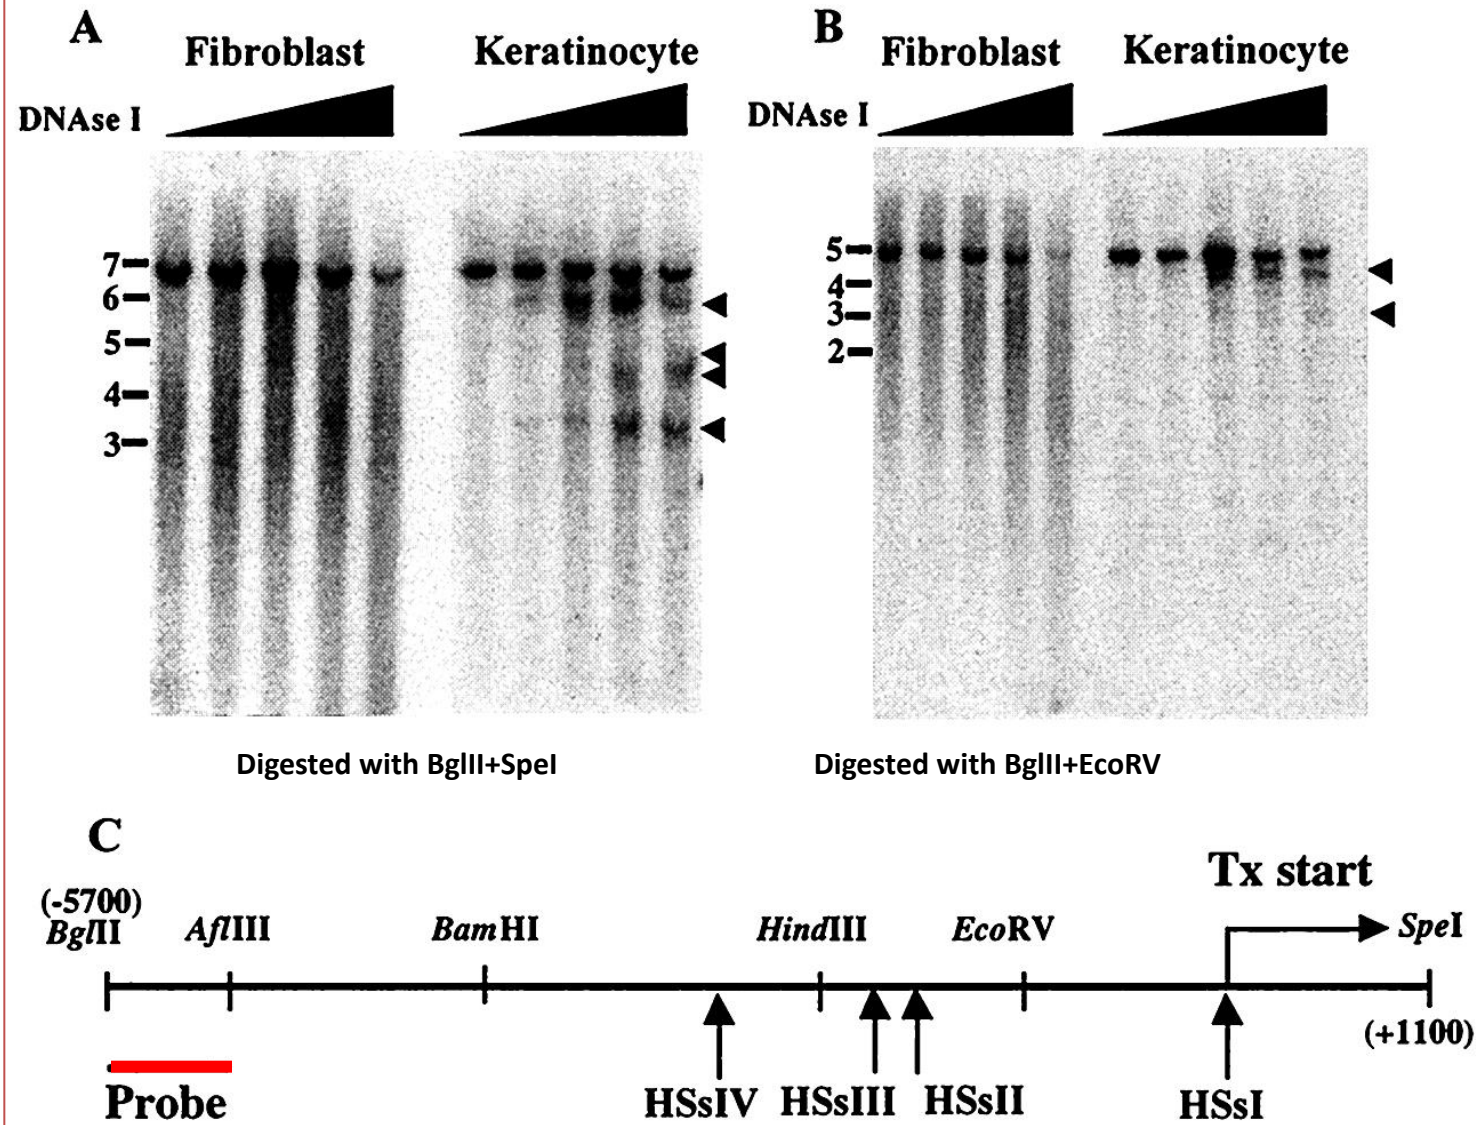 A
Fibroblast Keratinocyte
DNAse I
7
6
5
4
3
Digested with BglII+SpeI
B
Fibroblast Keratinocyte
DNAse I
5
4
3
2
Digested with BglII+EcoRV
C
Tx start
(-5700)
BglII AflIII BamHI HindIII EcoRV SpeI
(+1100)
Probe HSsIV HSsIII HSsII HSsI